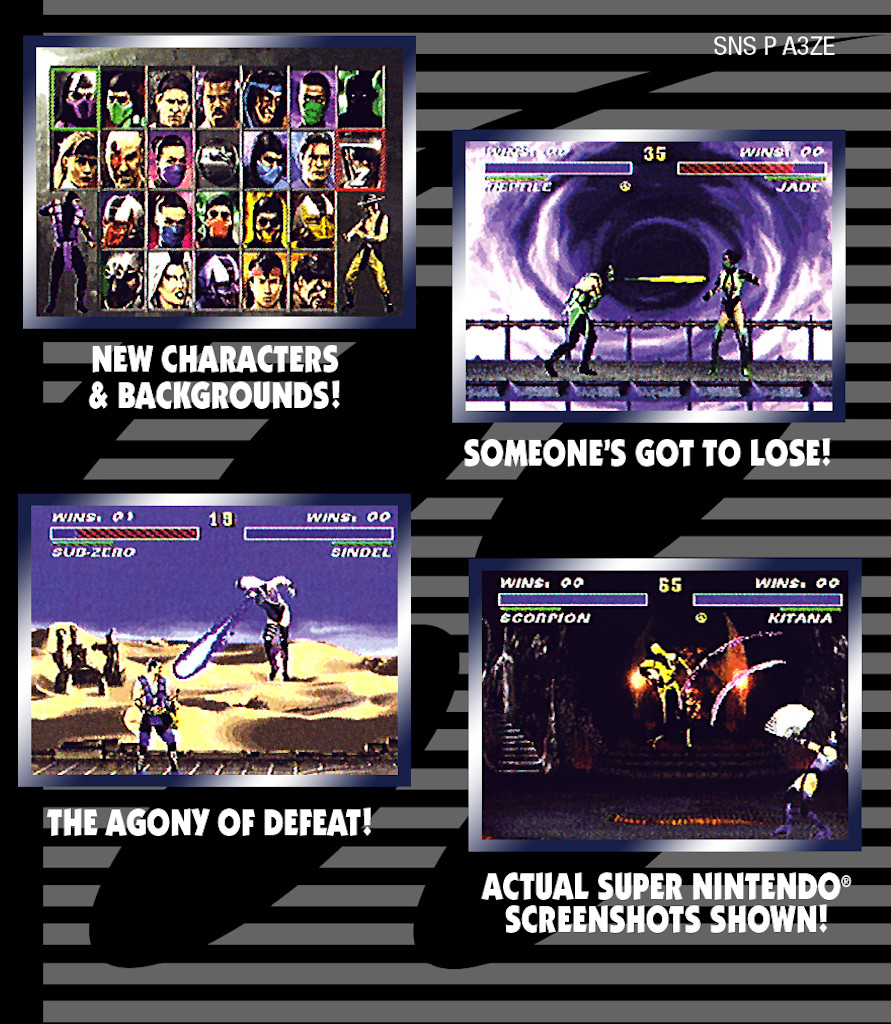 SNS P A3ZE
NEW CHARACTERS
& BACKGROUNDS!
35
WINS: 00
REPTILE
JADE
SOMEONE'S GOT TO LOSE!
WINS: 01
19
WINS: 00
SUB-ZERO
SINDEL
THE AGONY OF DEFEAT!
WINS: 00
65
WINS: 00
SCORPION
KITANA
ACTUAL SUPER NINTENDO®
SCREENSHOTS SHOWN!